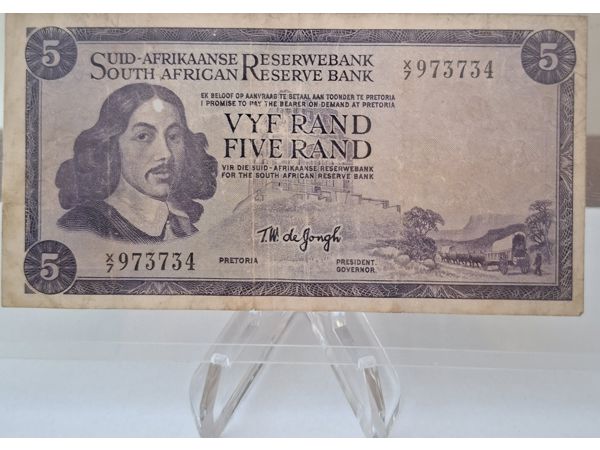 5
SUID-AFRIKAANSE RESERWEBANK
SOUTH AFRICAN RESERVE BANK
X/7 973734
5
EK BELOOF OP AANVRAAG TE BETAAL AAN TOONDER TE PRETORIA
I PROMISE TO PAY THE BEARER ON DEMAND AT PRETORIA
VYF RAND
FIVE RAND
VIR DIE SUID-AFRIKAANSE RESERWEBANK
FOR THE SOUTH AFRICAN RESERVE BANK
T.W. de Jongh
5
X/7 973734
PRETORIA
PRESIDENT.
GOVERNOR.